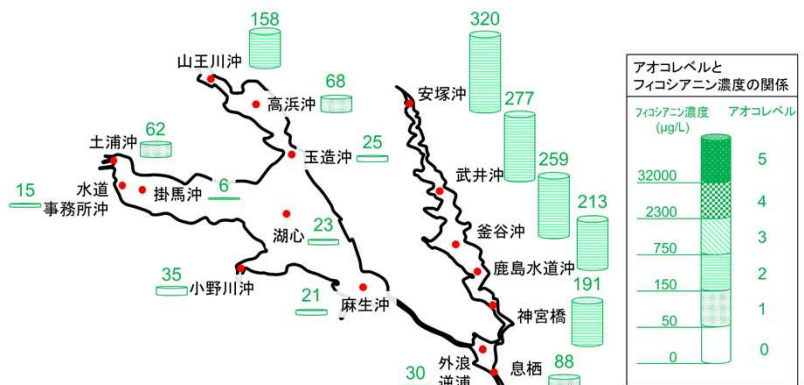 158
山王川沖
68
高浜沖
62
土浦沖
25
玉造沖
15
水道
事務所沖
掛馬沖
6
23
湖心
35
小野川沖
21
麻生沖
320
安塚沖
277
武井沖
259
釜谷沖
213
鹿島水道沖
191
神宮橋
外浪
逆浦
30
息栖
88
アオコレベルと
フィコシアニン濃度の関係
フィコシアニン濃度
(μg/L)
アオコレベル
5
32000
4
2300
3
750
2
150
1
50
0
0